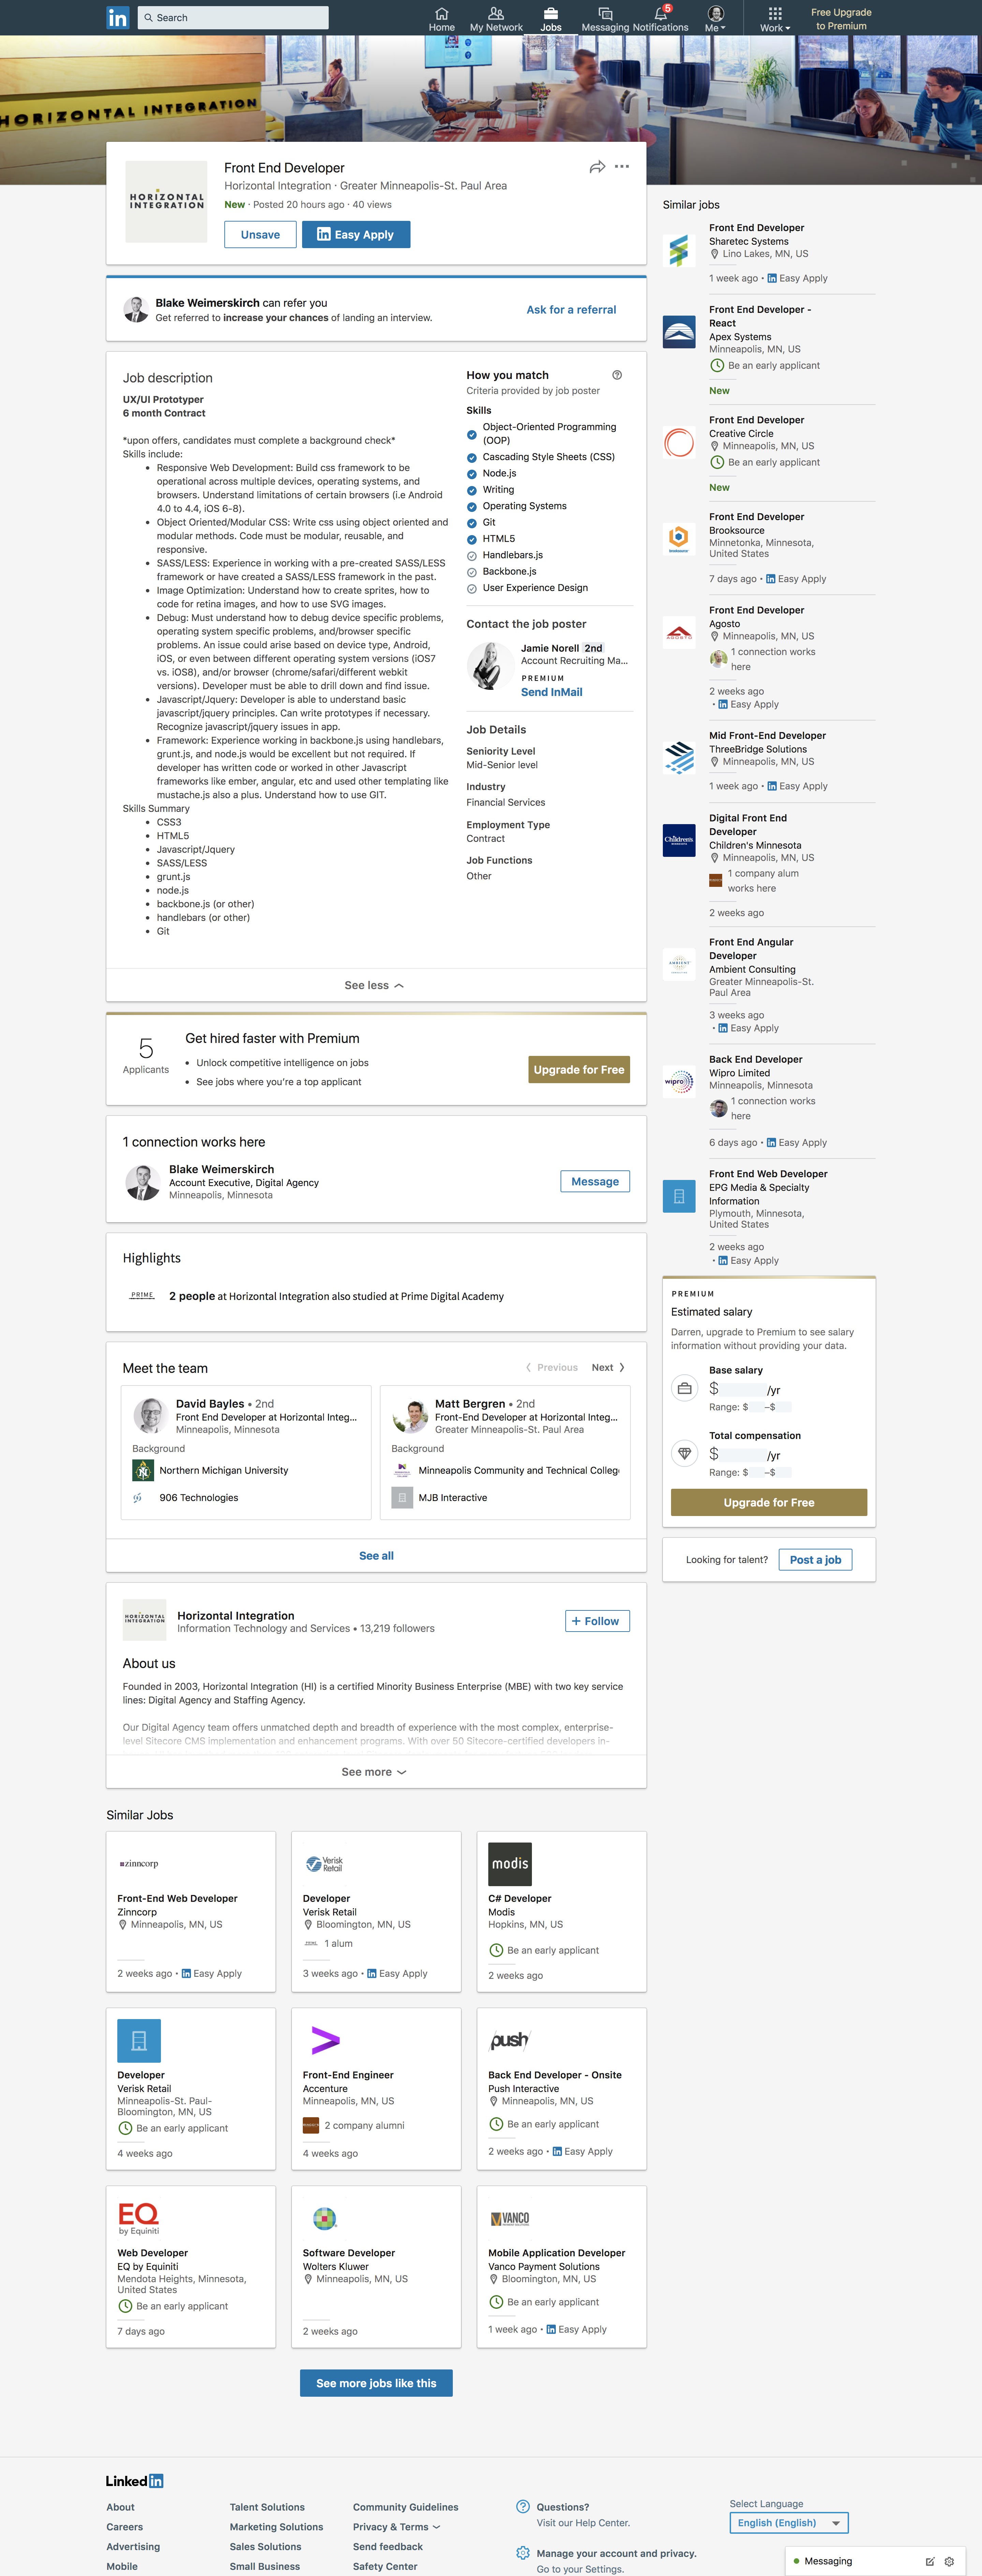 in
Search
Home
My Network
Jobs
Messaging
Notifications
5
Me
Work
Free Upgrade
to Premium
HORIZONTAL INTEGRATION
HORIZONTAL
INTEGRATION
Front End Developer
Horizontal Integration · Greater Minneapolis-St. Paul Area
New · Posted 20 hours ago · 40 views
Unsave
in Easy Apply
Blake Weimerskirch can refer you
Get referred to increase your chances of landing an interview.
Ask for a referral
Job description
UX/UI Prototyper
6 month Contract
*upon offers, candidates must complete a background check*
Skills include:
• Responsive Web Development: Build css framework to be
operational across multiple devices, operating systems, and
browsers. Understand limitations of certain browsers (i.e Android
4.0 to 4.4, iOS 6-8).
• Object Oriented/Modular CSS: Write css using object oriented and
modular methods. Code must be modular, reusable, and
responsive.
• SASS/LESS: Experience in working with a pre-created SASS/LESS
framework or have created a SASS/LESS framework in the past.
• Image Optimization: Understand how to create sprites, how to
code for retina images, and how to use SVG images.
• Debug: Must understand how to debug device specific problems,
operating system specific problems, and/browser specific
problems. An issue could arise based on device type, Android,
iOS, or even between different operating system versions (iOS7
vs. iOS8), and/or browser (chrome/safari/different webkit
versions). Developer must be able to drill down and find issue.
• Javascript/Jquery: Developer is able to understand basic
javascript/jquery principles. Can write prototypes if necessary.
Recognize javascript/jquery issues in app.
• Framework: Experience working in backbone.js using handlebars,
grunt.js, and node.js would be excellent but not required. If
developer has written code or worked in other Javascript
frameworks like ember, angular, etc and used other templating like
mustache.js also a plus. Understand how to use GIT.
Skills Summary
• CSS3
• HTML5
• Javascript/Jquery
• SASS/LESS
• grunt.js
• node.js
• backbone.js (or other)
• handlebars (or other)
• Git
See less
How you match
Criteria provided by job poster
Skills
Object-Oriented Programming
(OOP)
Cascading Style Sheets (CSS)
Node.js
Writing
Operating Systems
Git
HTML5
Handlebars.js
Backbone.js
User Experience Design
Contact the job poster
Jamie Norell 2nd
Account Recruiting Ma...
PREMIUM
Send InMail
Job Details
Seniority Level
Mid-Senior level
Industry
Financial Services
Employment Type
Contract
Job Functions
Other
5
Applicants
Get hired faster with Premium
• Unlock competitive intelligence on jobs
• See jobs where you're a top applicant
Upgrade for Free
1 connection works here
Blake Weimerskirch
Account Executive, Digital Agency
Minneapolis, Minnesota
Message
Highlights
PRIME
2 people at Horizontal Integration also studied at Prime Digital Academy
Meet the team
Previous
Next
David Bayles • 2nd
Front End Developer at Horizontal Integ...
Minneapolis, Minnesota
Background
Northern Michigan University
906 Technologies
Matt Bergren • 2nd
Front-End Developer at Horizontal Integ...
Greater Minneapolis-St. Paul Area
Background
Minneapolis Community and Technical Colleg
MJB Interactive
See all
HORIZONTAL
INTEGRATION
Horizontal Integration
Information Technology and Services • 13,219 followers
+ Follow
About us
Founded in 2003, Horizontal Integration (HI) is a certified Minority Business Enterprise (MBE) with two key service
lines: Digital Agency and Staffing Agency.
Our Digital Agency team offers unmatched depth and breadth of experience with the most complex, enterprise-
level Sitecore CMS implementation and enhancement programs. With over 50 Sitecore-certified developers in-
See more
Similar jobs
Front End Developer
Sharetec Systems
Lino Lakes, MN, US
1 week ago • in Easy Apply
Front End Developer -
React
Apex Systems
Minneapolis, MN, US
Be an early applicant
New
Front End Developer
Creative Circle
Minneapolis, MN, US
Be an early applicant
New
Front End Developer
Brooksource
Minnetonka, Minnesota,
United States
7 days ago • in Easy Apply
AGOSTO
Front End Developer
Agosto
Minneapolis, MN, US
1 connection works
here
2 weeks ago
• in Easy Apply
Mid Front-End Developer
ThreeBridge Solutions
Minneapolis, MN, US
1 week ago • in Easy Apply
Children's
Digital Front End
Developer
Children's Minnesota
Minneapolis, MN, US
1 company alum
works here
2 weeks ago
AMBIENT
Front End Angular
Developer
Ambient Consulting
Greater Minneapolis-St.
Paul Area
3 weeks ago
• in Easy Apply
wipro
Back End Developer
Wipro Limited
Minneapolis, Minnesota
1 connection works
here
6 days ago • in Easy Apply
Front End Web Developer
EPG Media & Specialty
Information
Plymouth, Minnesota,
United States
2 weeks ago
• in Easy Apply
PREMIUM
Estimated salary
Darren, upgrade to Premium to see salary
information without providing your data.
Base salary
$ /yr
Range: $ –$
Total compensation
$ /yr
Range: $ –$
Upgrade for Free
Looking for talent?
Post a job
Similar Jobs
zinncorp
Front-End Web Developer
Zinncorp
Minneapolis, MN, US
2 weeks ago • in Easy Apply
Verisk
Retail
Developer
Verisk Retail
Bloomington, MN, US
1 alum
3 weeks ago • in Easy Apply
modis
C# Developer
Modis
Hopkins, MN, US
Be an early applicant
2 weeks ago
Developer
Verisk Retail
Minneapolis-St. Paul-
Bloomington, MN, US
Be an early applicant
4 weeks ago
Front-End Engineer
Accenture
Minneapolis, MN, US
2 company alumni
4 weeks ago
push
Back End Developer - Onsite
Push Interactive
Minneapolis, MN, US
Be an early applicant
2 weeks ago • in Easy Apply
EQ
by Equiniti
Web Developer
EQ by Equiniti
Mendota Heights, Minnesota,
United States
Be an early applicant
7 days ago
Software Developer
Wolters Kluwer
Minneapolis, MN, US
2 weeks ago
VANCO
Mobile Application Developer
Vanco Payment Solutions
Bloomington, MN, US
Be an early applicant
1 week ago • in Easy Apply
See more jobs like this
Linked in
About
Careers
Advertising
Mobile
Talent Solutions
Marketing Solutions
Sales Solutions
Small Business
Community Guidelines
Privacy & Terms
Send feedback
Safety Center
Questions?
Visit our Help Center.
Manage your account and privacy.
Go to your Settings.
Select Language
English (English)
Messaging